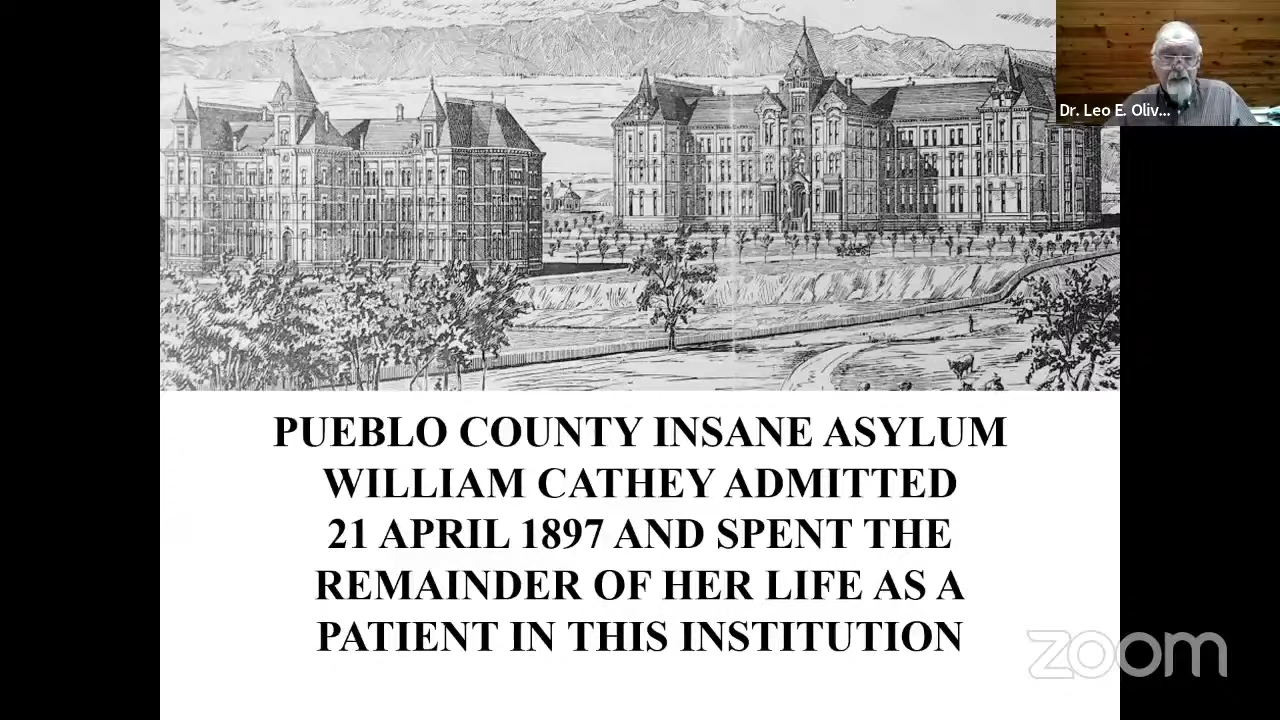 Dr. Leo E. Oliv...
PUEBLO COUNTY INSANE ASYLUM
WILLIAM CATHEY ADMITTED
21 APRIL 1897 AND SPENT THE
REMAINDER OF HER LIFE AS A
PATIENT IN THIS INSTITUTION
zoom